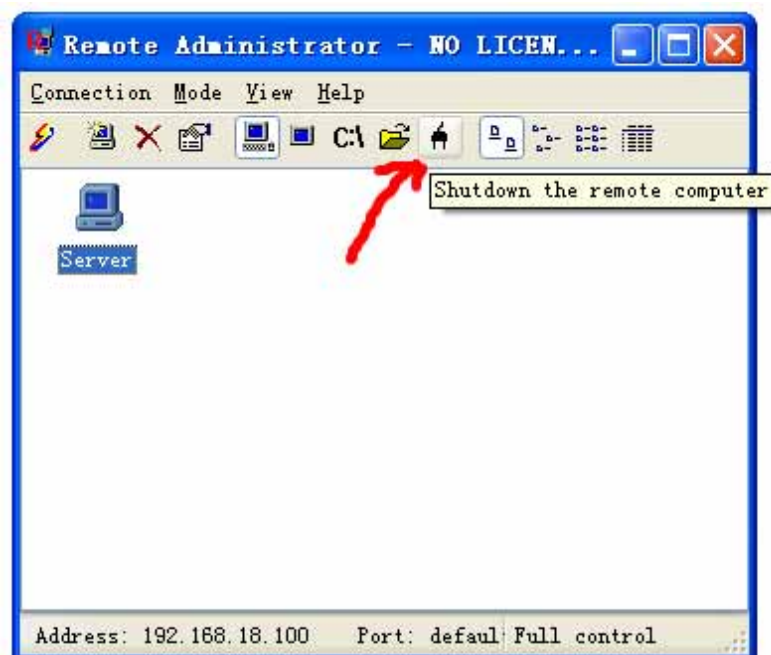 Remote Administrator - NO LICEN...
Connection Mode View Help
C:\
Shutdown the remote computer
Server
Address: 192.168.18.100 Port: defaul Full control